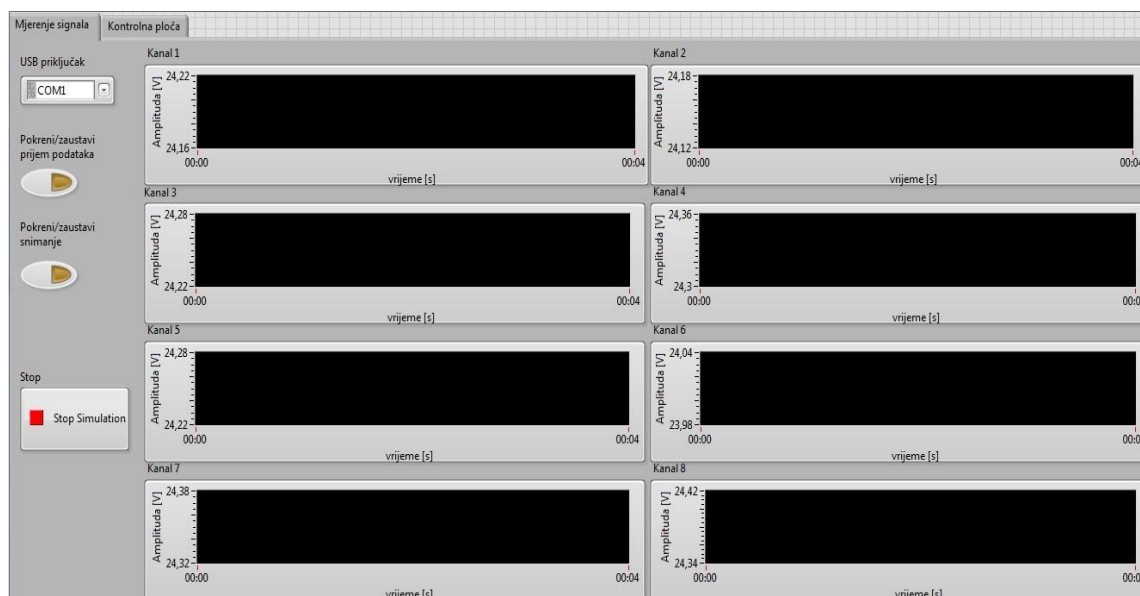 Mjerenje signala
Kontrolna ploča
USB priključak
COM1
Pokreni/zaustavi
prijem podataka
Pokreni/zaustavi
snimanje
Stop
Stop Simulation
Kanal 1
Amplituda [V]
24,22
24,16
00:00
00:04
vrijeme [s]
Kanal 2
Amplituda [V]
24,18
24,12
00:00
vrijeme [s]
Kanal 3
Amplituda [V]
24,28
24,22
00:00
00:04
vrijeme [s]
Kanal 4
Amplituda [V]
24,36
24,3
00:00
vrijeme [s]
Kanal 5
Amplituda [V]
24,28
24,22
00:00
00:04
vrijeme [s]
Kanal 6
Amplituda [V]
24,04
23,98
00:00
vrijeme [s]
Kanal 7
Amplituda [V]
24,38
24,32
00:00
00:04
vrijeme [s]
Kanal 8
Amplituda [V]
24,42
24,34
00:00
vrijeme [s]